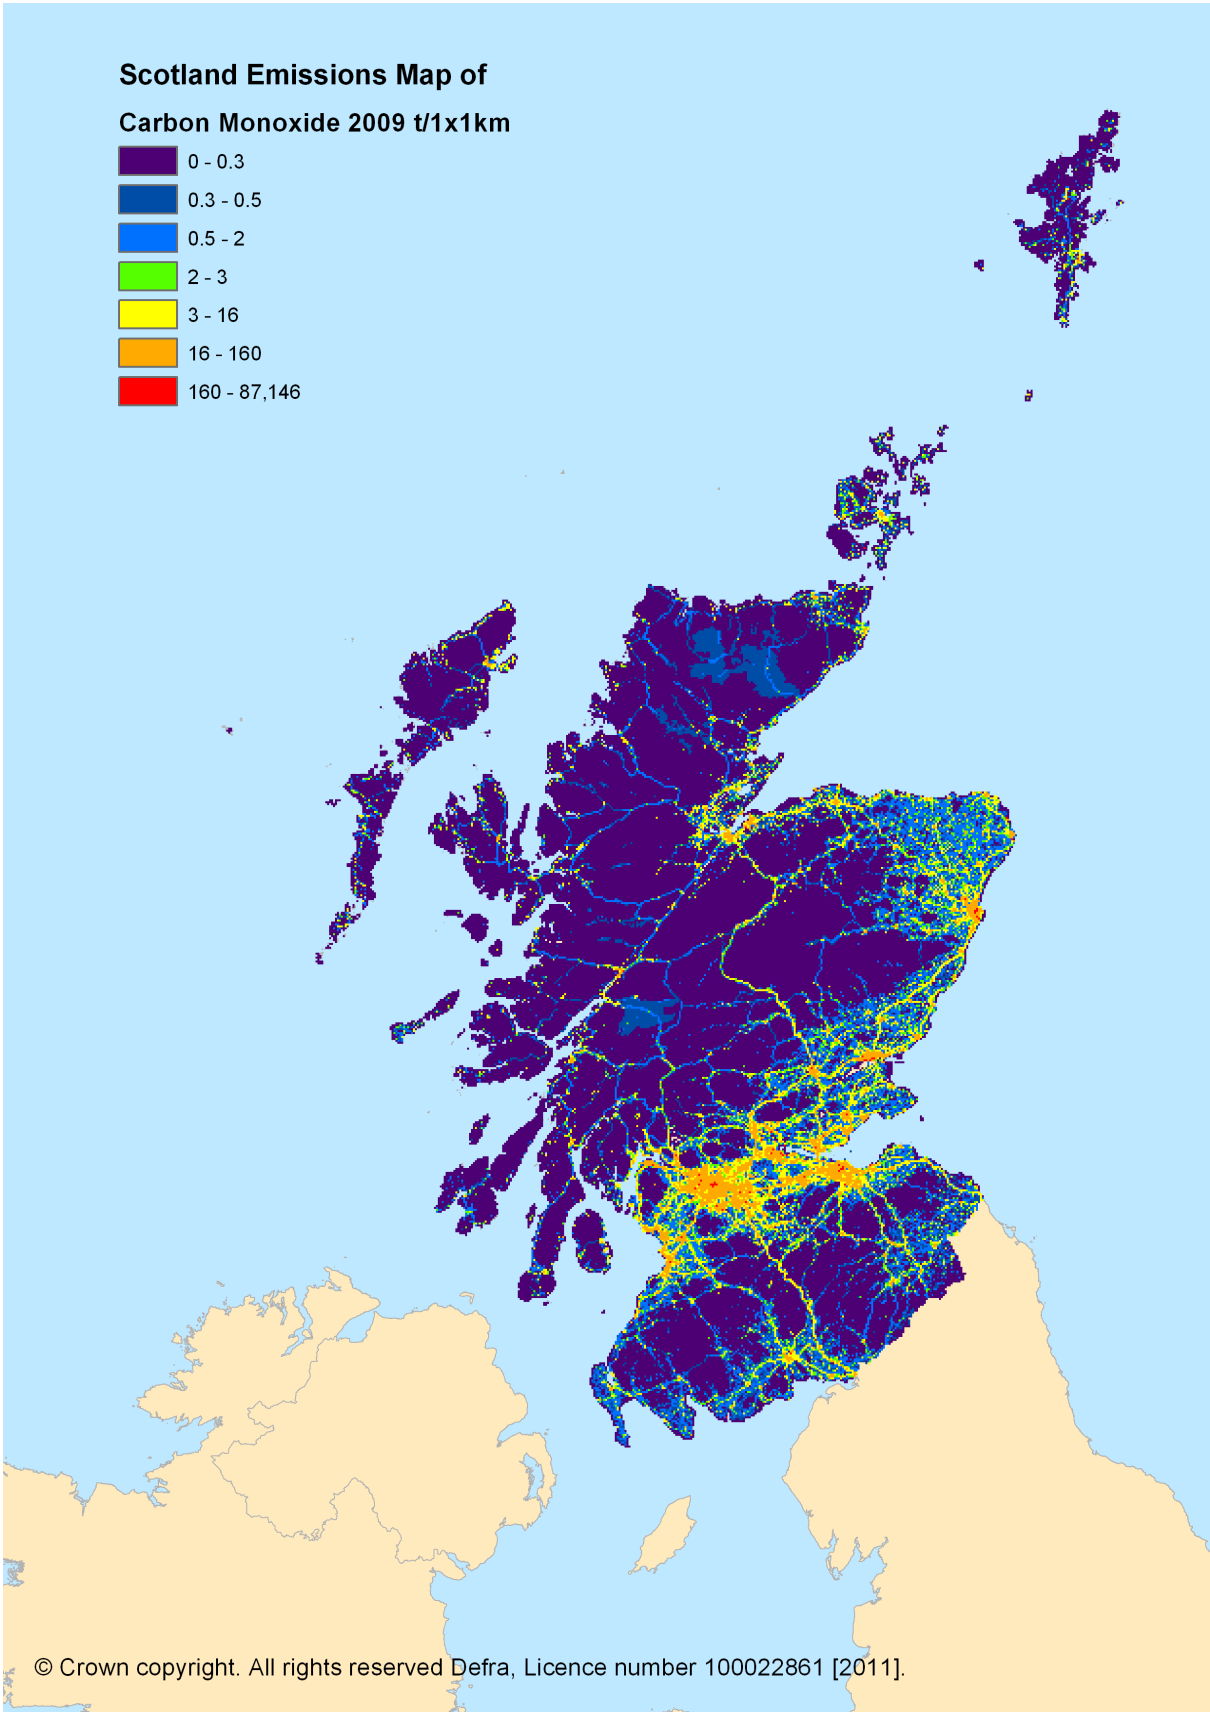 Scotland Emissions Map of
Carbon Monoxide 2009 t/1x1km
0 - 0.3
0.3 - 0.5
0.5 - 2
2 - 3
3 - 16
16 - 160
160 - 87,146
© Crown copyright. All rights reserved Defra, Licence number 100022861 [2011].